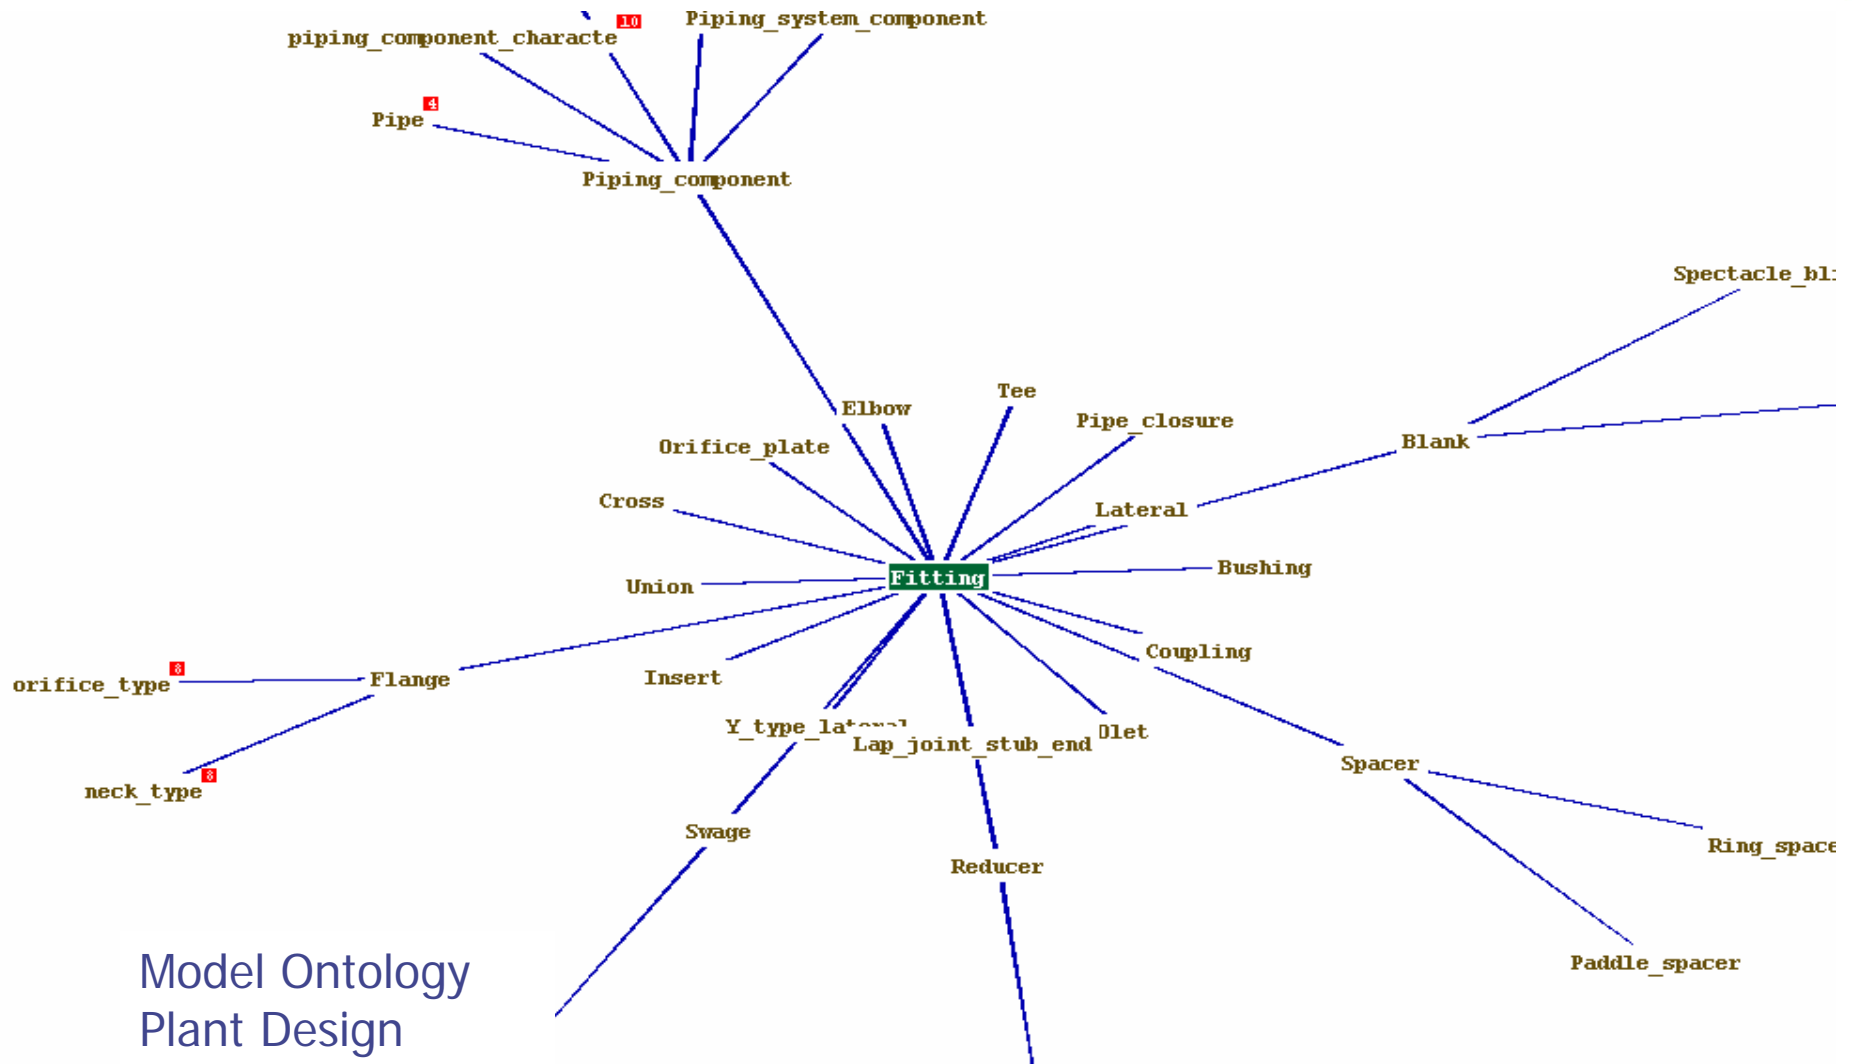 10
Piping_system_component
piping_component_characte
4
Pipe
Piping_component
Spectacle_bl
Tee
Elbow
Pipe_closure
Orifice_plate
Blank
Cross
Lateral
Fitting
Bushing
Union
Coupling
8
Insert
Flange
orifice_type
Y_type_lateral
Olet
Lap_joint_stub_end
Spacer
8
neck_type
Swage
Ring_space
Reducer
Paddle_spacer
Model Ontology
Plant Design